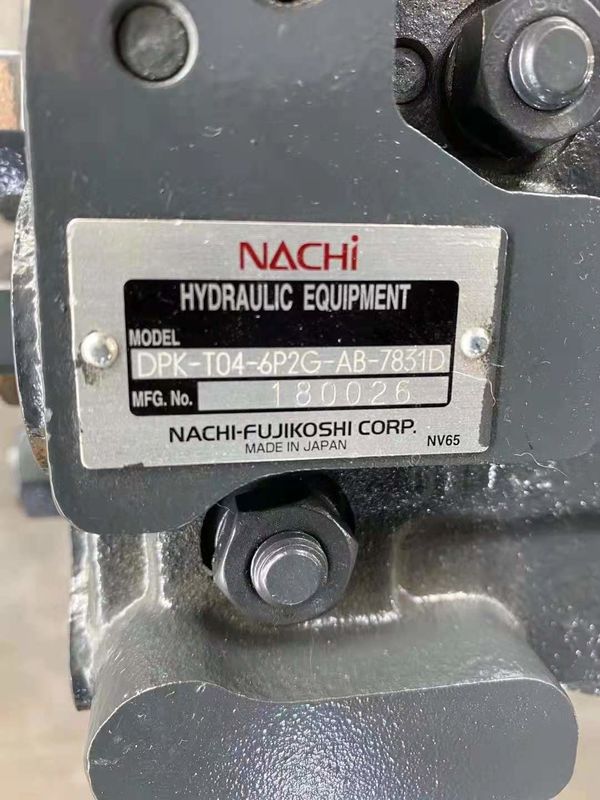 NACHi
HYDRAULIC EQUIPMENT
MODEL
DPK-T04-6P2G-AB-7831D
MFG. No. 180026
NACHI-FUJIKOSHI CORP.
MADE IN JAPAN
NV65